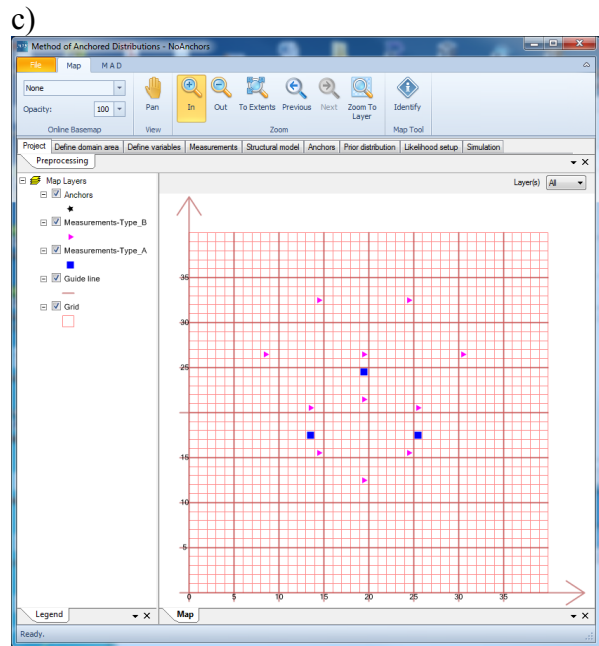 c)
Method of Anchored Distributions - NoAnchors
File Map M A D
None
Opacity: 100
Online Basemap
Pan
View
In Out To Extents Previous Next Zoom To Layer
Zoom
Identify
Map Tool
Project Define domain area Define variables Measurements Structural model Anchors Prior distribution Likelihood setup Simulation
Preprocessing
Map Layers
Anchors
Measurements-Type_B
Measurements-Type_A
Guide line
Grid
Layer(s) All
35
30
25
15
10
5
0 5 10 15 20 25 30 35
Legend
Map
Ready.